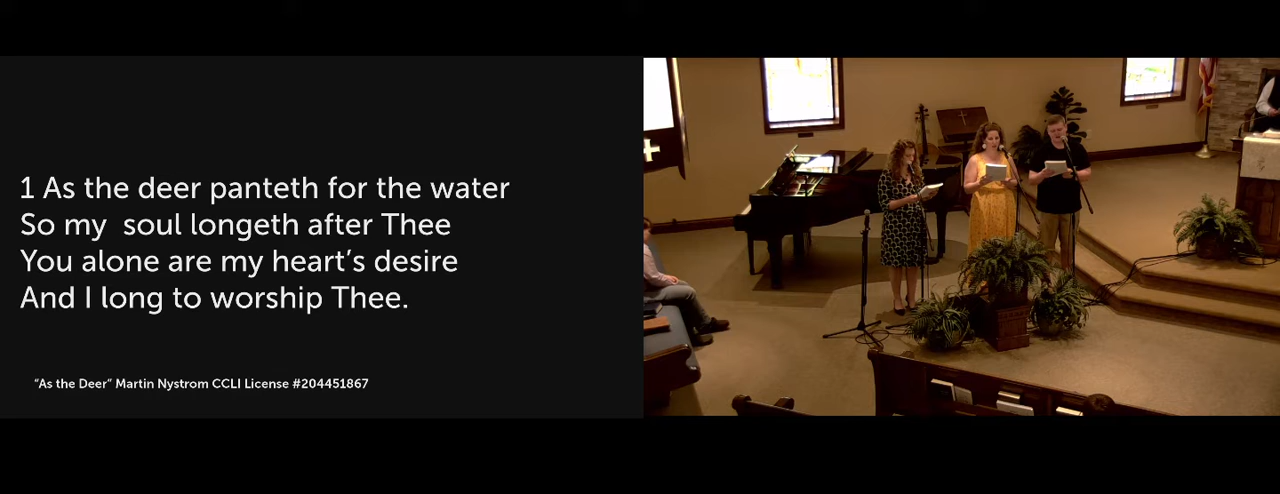 1 As the deer panteth for the water
So my  soul longeth after Thee
You alone are my heart’s desire
And I long to worship Thee.
“As the Deer” Martin Nystrom CCLI License #204451867